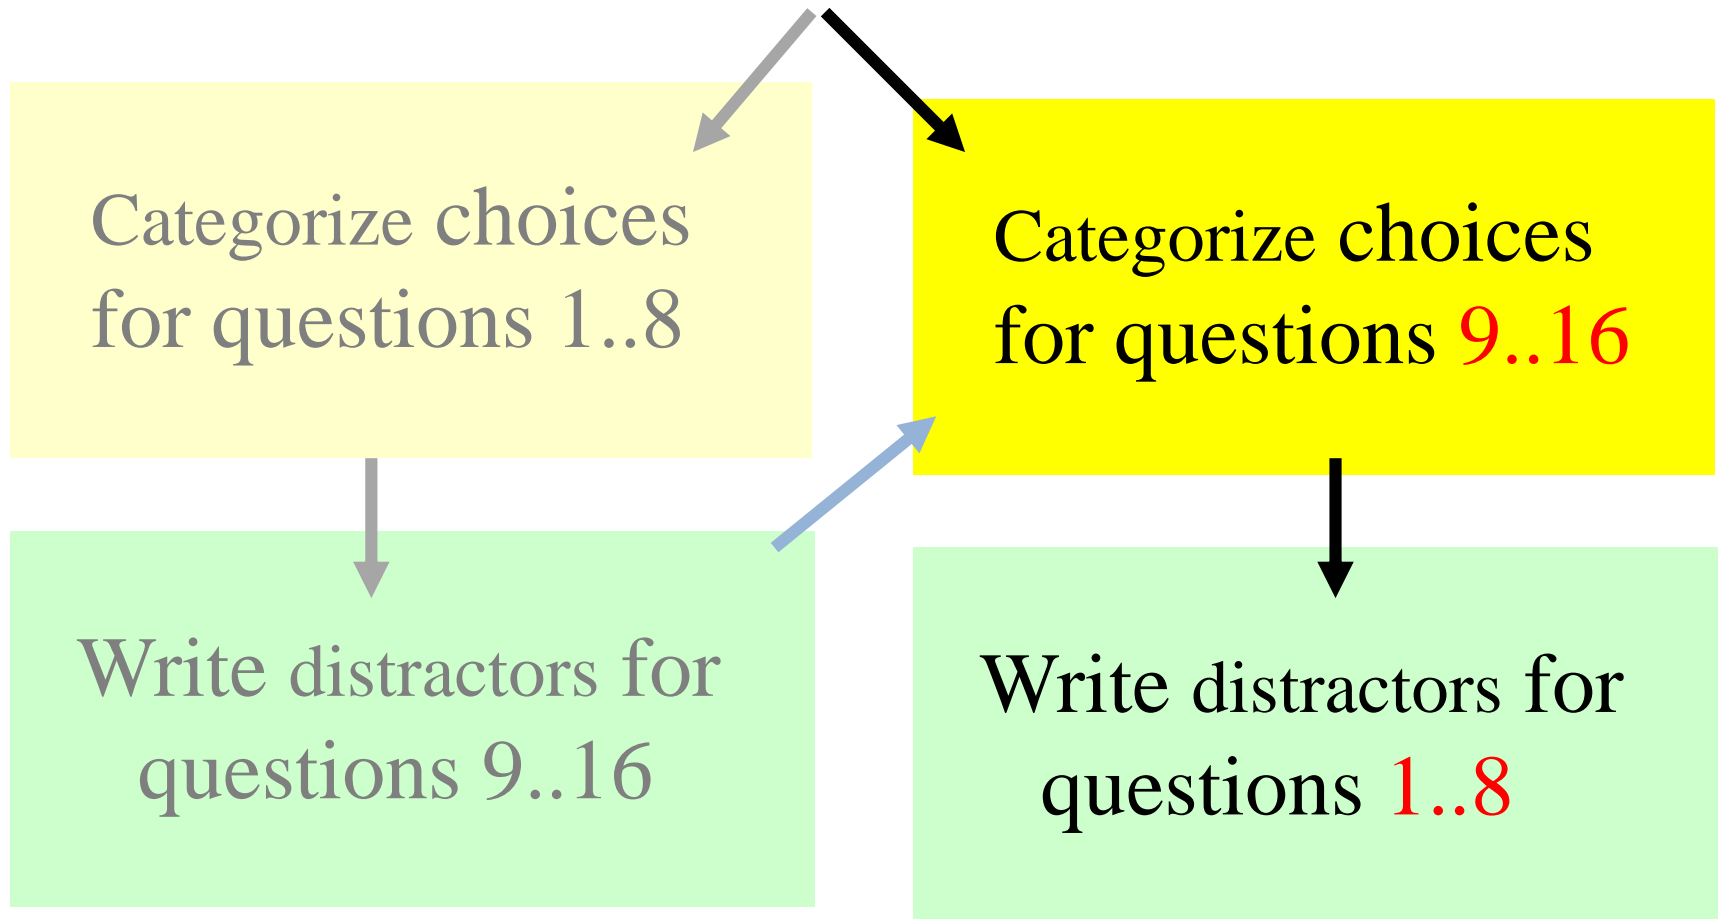 Categorize choices
for questions 1..8
Categorize choices
for questions 9..16
Write distractors for
questions 9..16
Write distractors for
questions 1..8